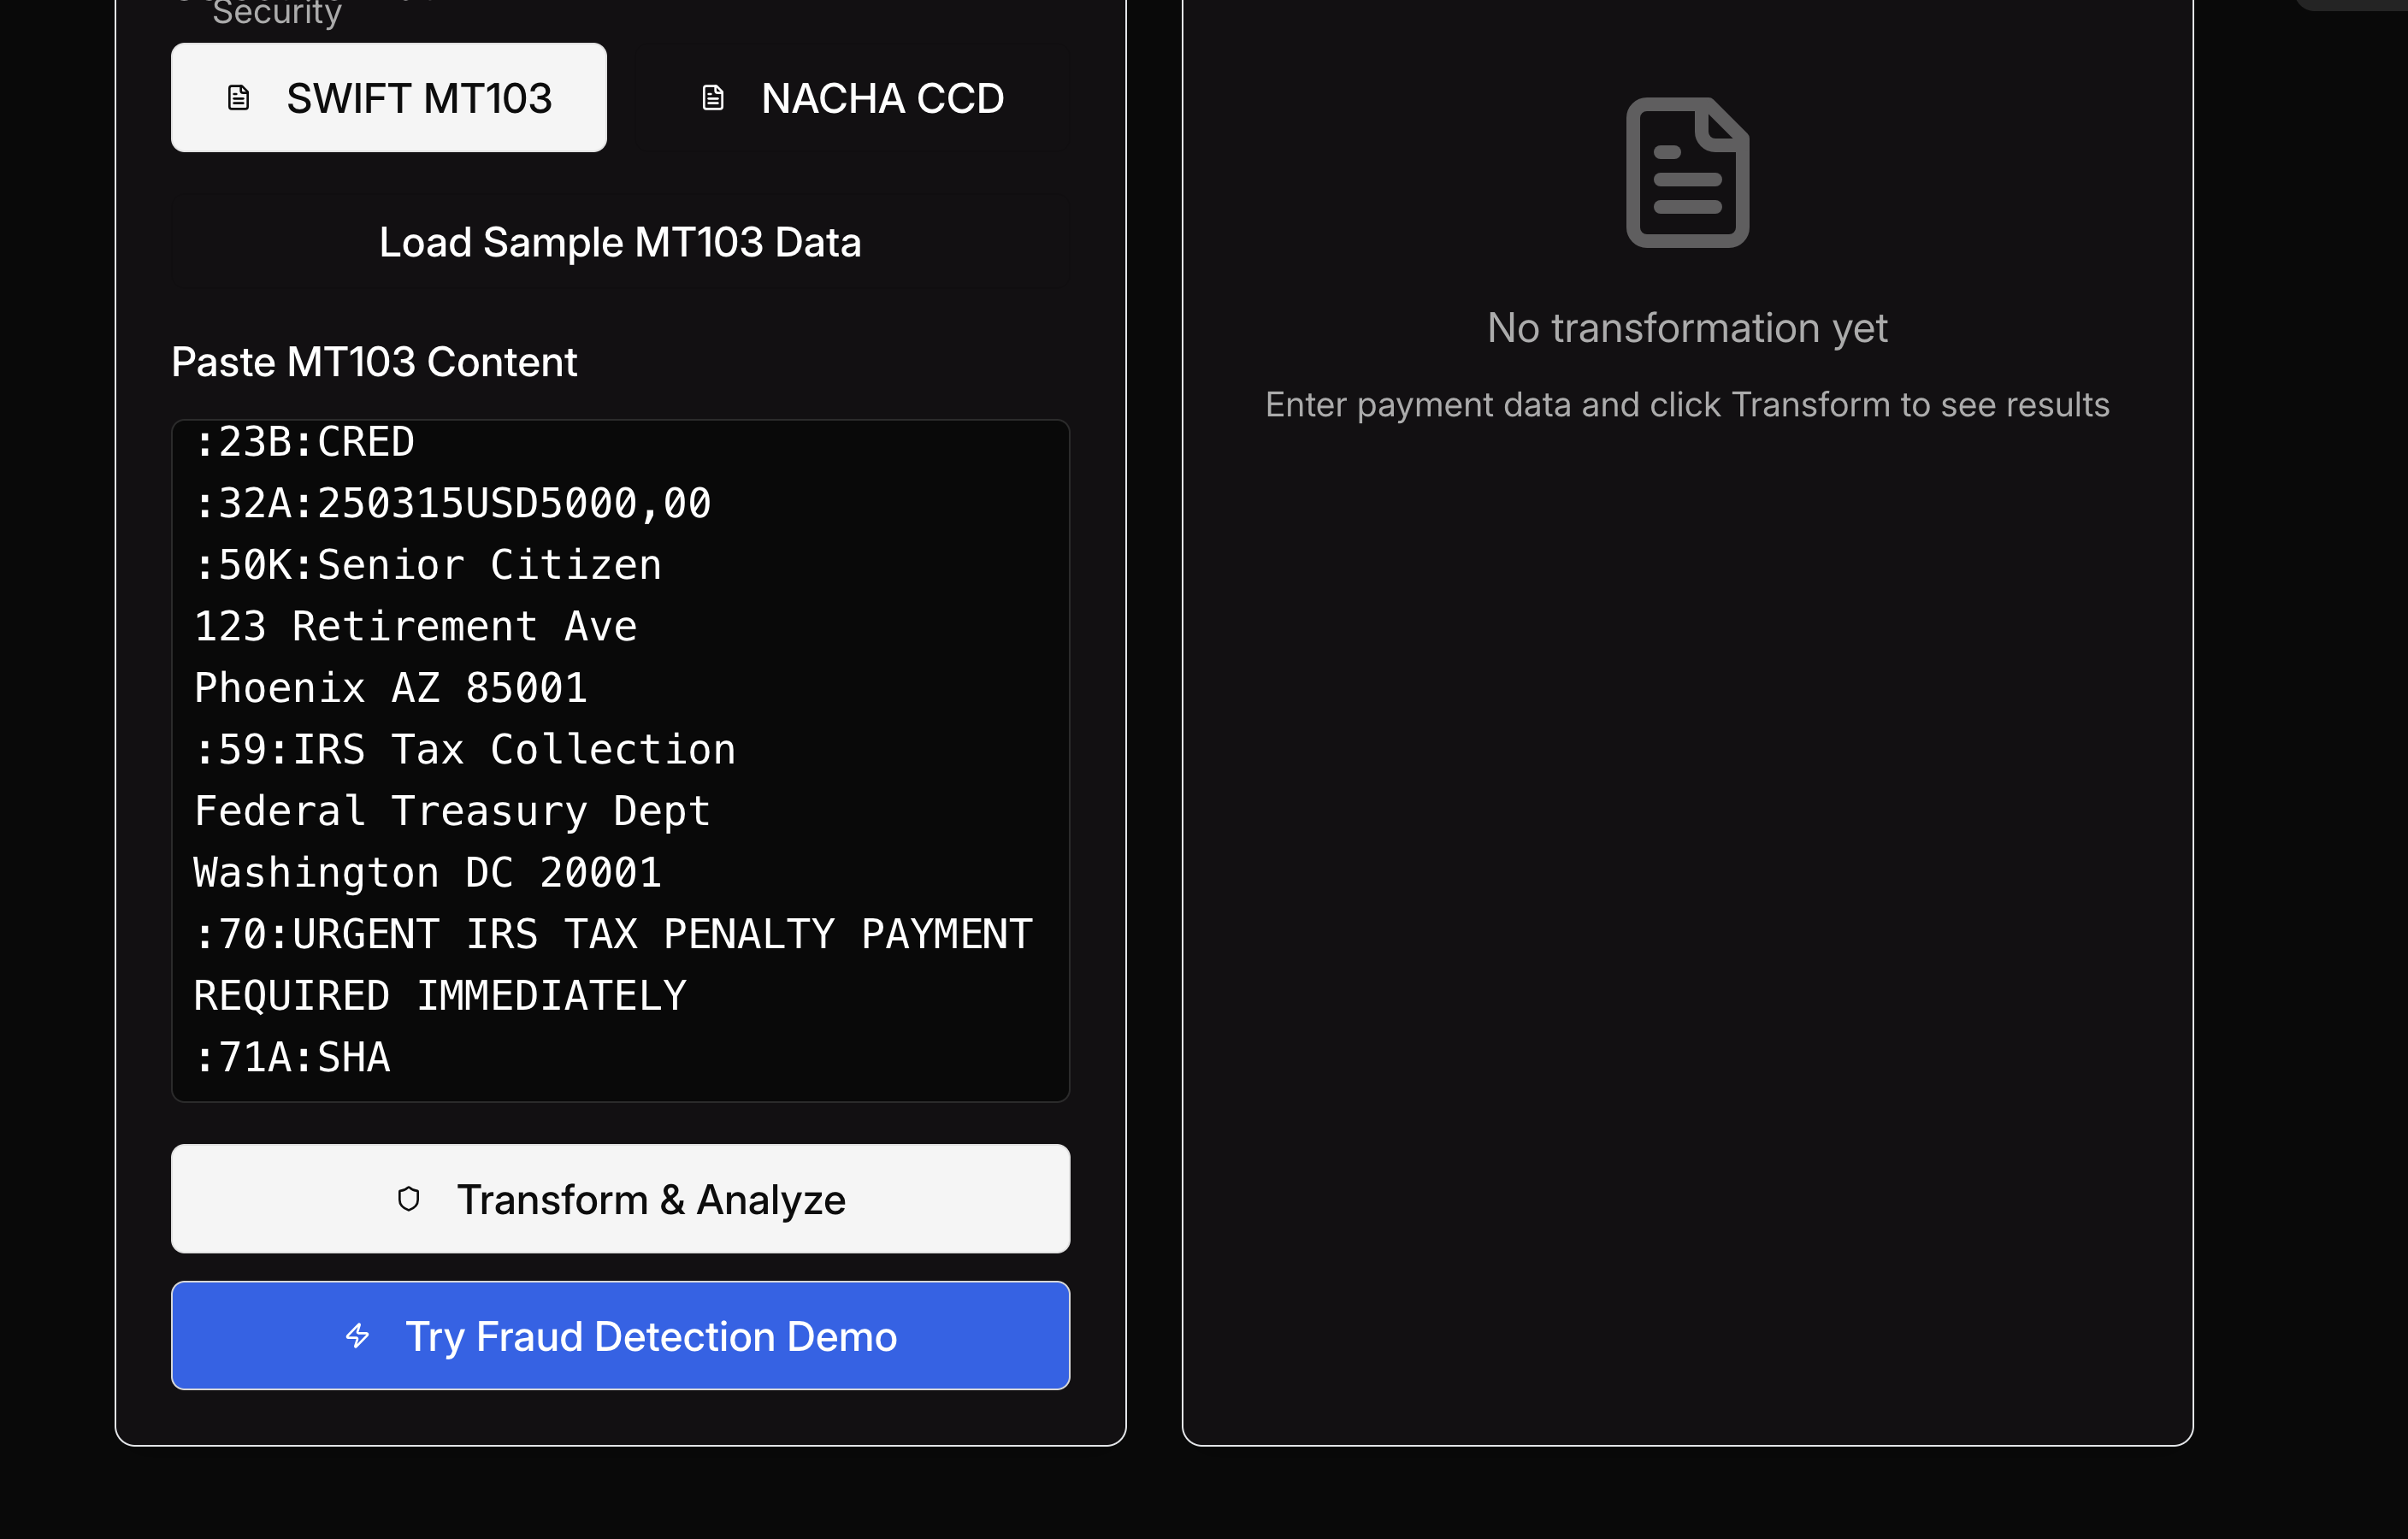 Security
SWIFT MT103
NACHA CCD
Load Sample MT103 Data
Paste MT103 Content
:23B:CRED
:32A:250315USD5000,00
:50K:Senior Citizen
123 Retirement Ave
Phoenix AZ 85001
:59:IRS Tax Collection
Federal Treasury Dept
Washington DC 20001
:70:URGENT IRS TAX PENALTY PAYMENT
REQUIRED IMMEDIATELY
:71A:SHA
Transform & Analyze
Try Fraud Detection Demo
No transformation yet
Enter payment data and click Transform to see results